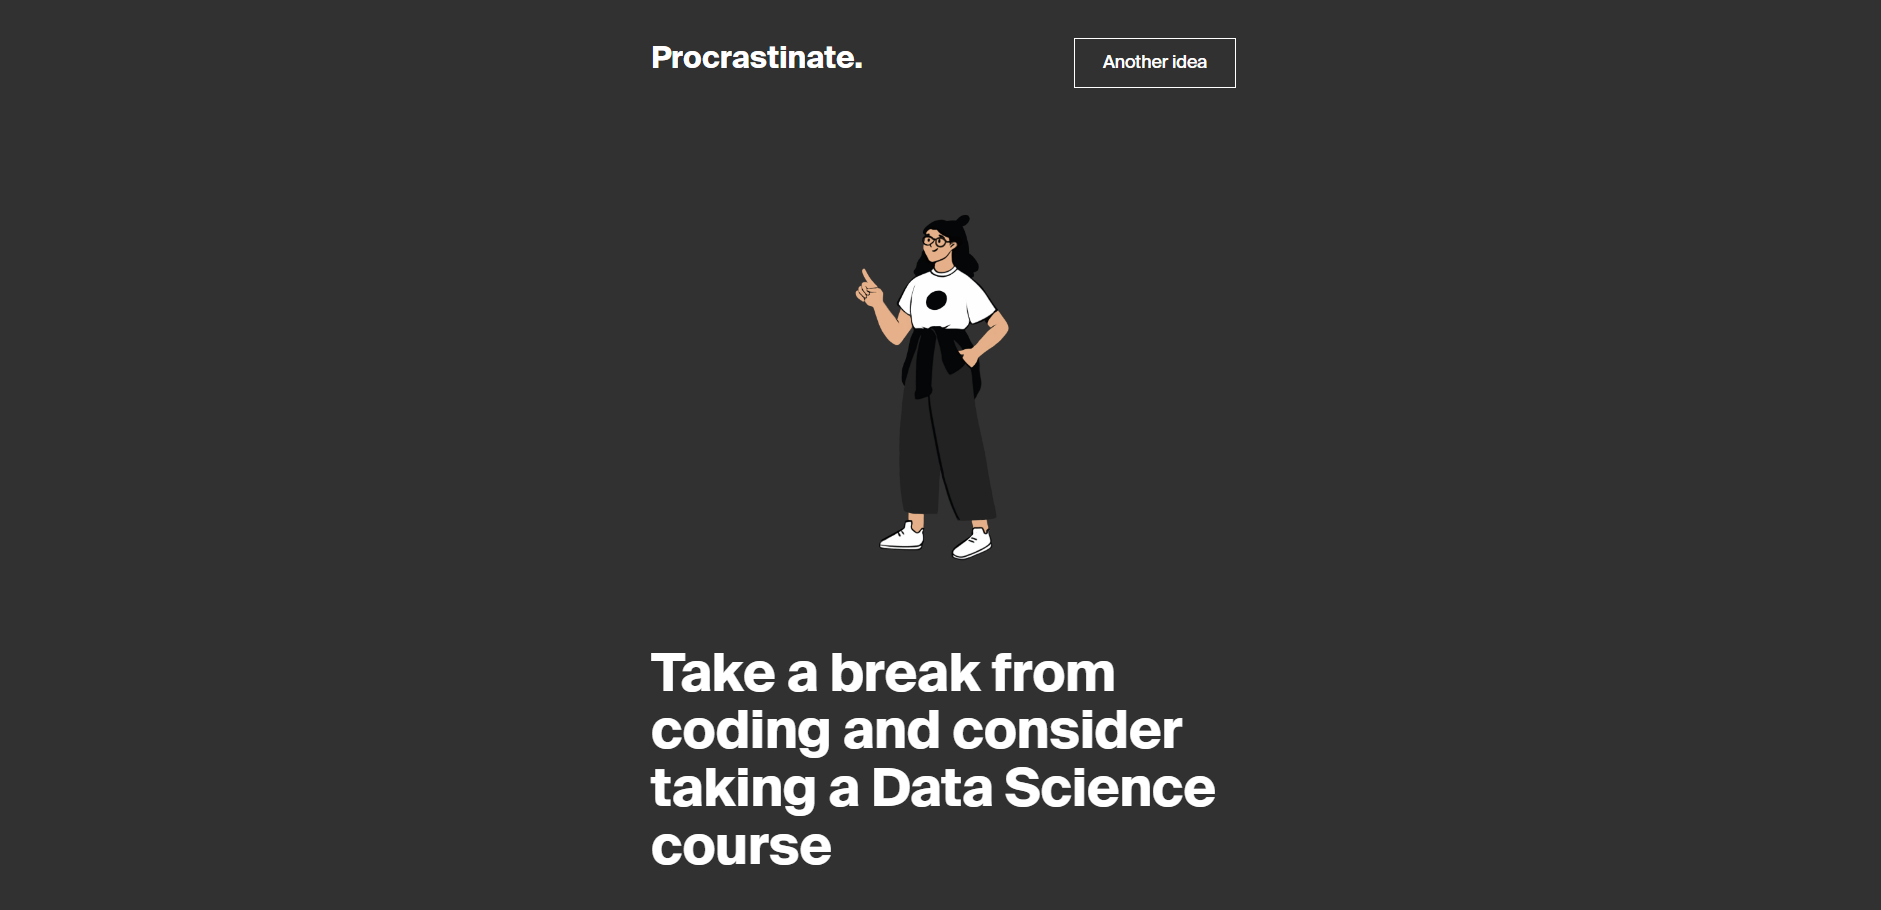 Procrastinate.
Another idea
Take a break from
coding and consider
taking a Data Science
course